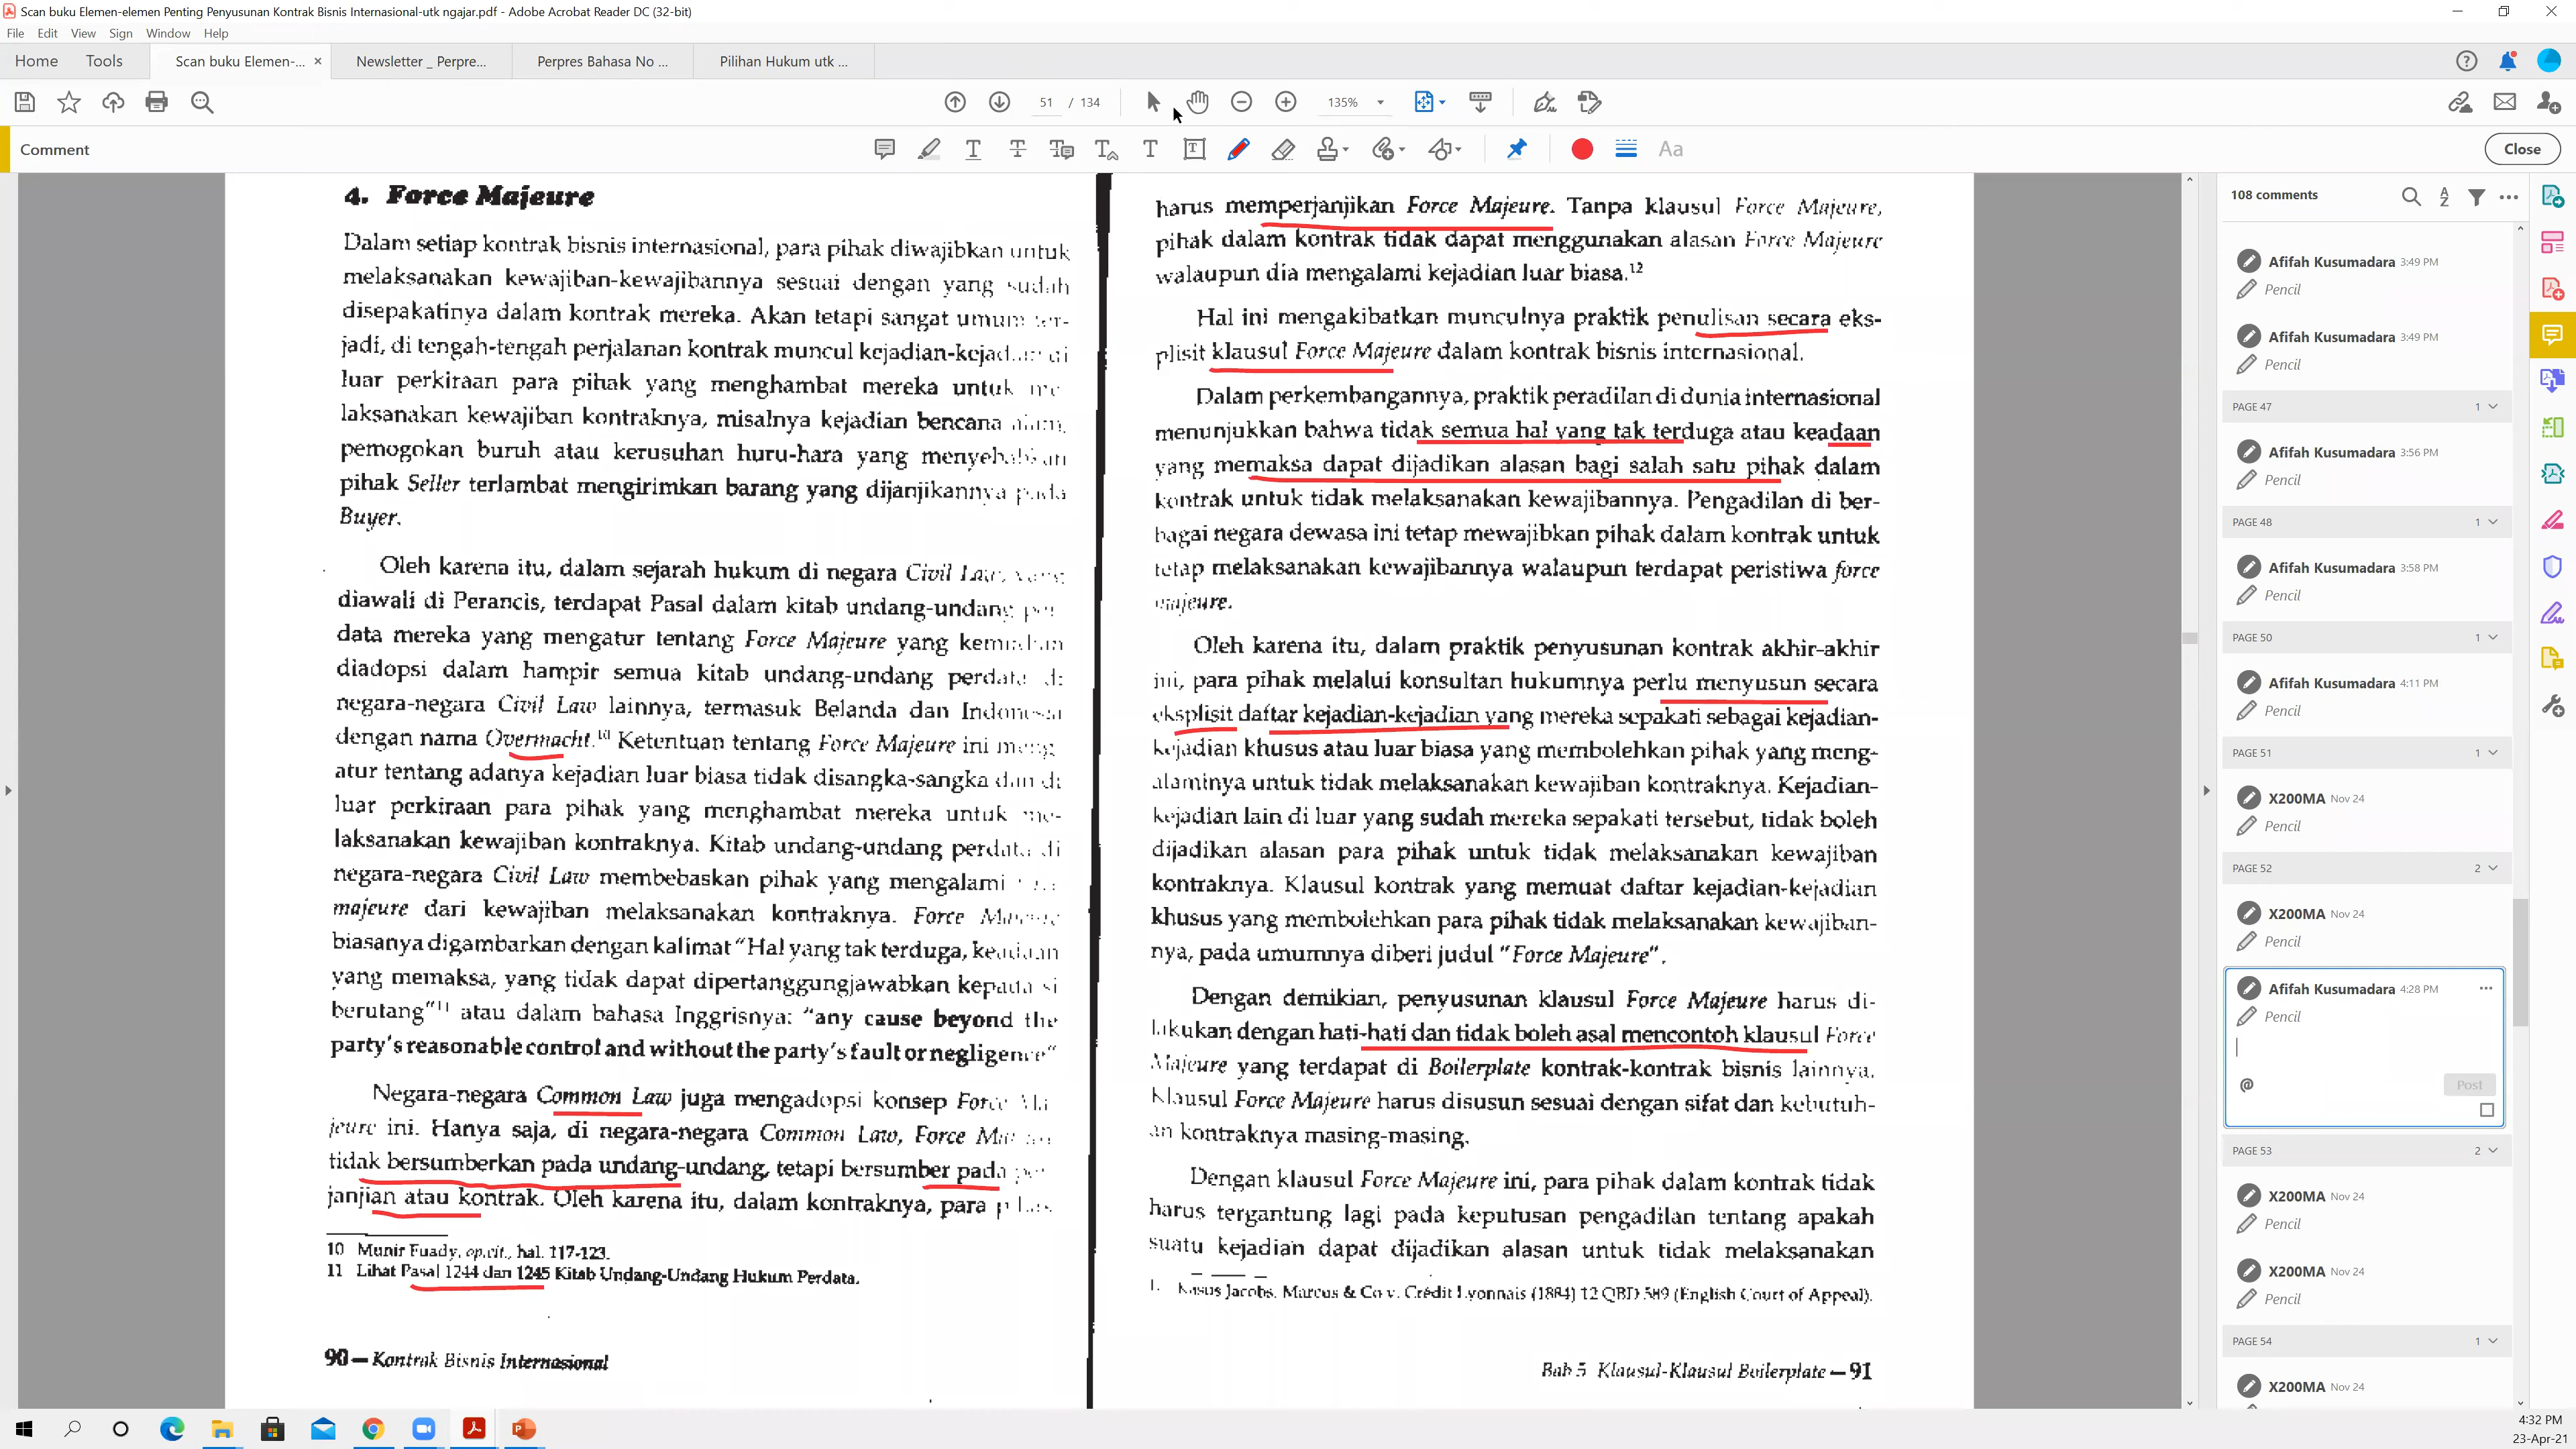 Scan buku Elemen-elemen Penting Penyusunan Kontrak Bisnis Internasional-utk ngajar.pdf - Adobe Acrobat Reader DC (32-bit)
File Edit View Sign Window Help
Home Tools Scan buku Elemen-... × Newsletter _ Perpre... Perpres Bahasa No ... Pilihan Hukum utk ...
51 / 134 135%
Comment Aa Close
4. Force Majeure
Dalam setiap kontrak bisnis internasional, para pihak diwajibkan untuk
melaksanakan kewajiban-kewajibannya sesuai dengan yang sudah
disepakatinya dalam kontrak mereka. Akan tetapi sangat umum ter-
jadi, di tengah-tengah perjalanan kontrak muncul kejadian-kejadian di
luar perkiraan para pihak yang menghambat mereka untuk me
laksanakan kewajiban kontraknya, misalnya kejadian bencana alam,
pemogokan buruh atau kerusuhan huru-hara yang menyebabkan
pihak Seller terlambat mengirimkan barang yang dijanjikannya pada
Buyer.
Oleh karena itu, dalam sejarah hukum di negara Civil Law, yang
diawali di Perancis, terdapat Pasal dalam kitab undang-undang per
data mereka yang mengatur tentang Force Majeure yang kemudian
diadopsi dalam hampir semua kitab undang-undang perdata di
negara-negara Civil Law lainnya, termasuk Belanda dan Indonesia
dengan nama Overmacht.10 Ketentuan tentang Force Majeure ini meng
atur tentang adanya kejadian luar biasa tidak disangka-sangka dan di
luar perkiraan para pihak yang menghambat mereka untuk me-
laksanakan kewajiban kontraknya. Kitab undang-undang perdata di
negara-negara Civil Law membebaskan pihak yang mengalami
majeure dari kewajiban melaksanakan kontraknya. Force Majeure
biasanya digambarkan dengan kalimat "Hal yang tak terduga, keadaan
yang memaksa, yang tidak dapat dipertanggungjawabkan kepada si
berutang"11 atau dalam bahasa Inggrisnya: "any cause beyond the
party's reasonable control and without the party's fault or negligence"
Negara-negara Common Law juga mengadopsi konsep Force Ma
jeure ini. Hanya saja, di negara-negara Common Law, Force Majeure
tidak bersumberkan pada undang-undang, tetapi bersumber pada per
janjian atau kontrak. Oleh karena itu, dalam kontraknya, para pihak
10 Munir Fuady, op.cit., hal. 117-123.
11 Lihat Pasal 1244 dan 1245 Kitab Undang-Undang Hukum Perdata.
90 — Kontrak Bisnis Internasional
harus memperjanjikan Force Majeure. Tanpa klausul Force Majeure,
pihak dalam kontrak tidak dapat menggunakan alasan Force Majeure
walaupun dia mengalami kejadian luar biasa.12
Hal ini mengakibatkan munculnya praktik penulisan secara eks-
plisit klausul Force Majeure dalam kontrak bisnis internasional.
Dalam perkembangannya, praktik peradilan di dunia internasional
menunjukkan bahwa tidak semua hal yang tak terduga atau keadaan
yang memaksa dapat dijadikan alasan bagi salah satu pihak dalam
kontrak untuk tidak melaksanakan kewajibannya. Pengadilan di ber-
bagai negara dewasa ini tetap mewajibkan pihak dalam kontrak untuk
tetap melaksanakan kewajibannya walaupun terdapat peristiwa force
majeure.
Oleh karena itu, dalam praktik penyusunan kontrak akhir-akhir
ini, para pihak melalui konsultan hukumnya perlu menyusun secara
eksplisit daftar kejadian-kejadian yang mereka sepakati sebagai kejadian-
kejadian khusus atau luar biasa yang membolehkan pihak yang meng-
alaminya untuk tidak melaksanakan kewajiban kontraknya. Kejadian-
kejadian lain di luar yang sudah mereka sepakati tersebut, tidak boleh
dijadikan alasan para pihak untuk tidak melaksanakan kewajiban
kontraknya. Klausul kontrak yang memuat daftar kejadian-kejadian
khusus yang membolehkan para pihak tidak melaksanakan kewajiban-
nya, pada umumnya diberi judul "Force Majeure".
Dengan demikian, penyusunan klausul Force Majeure harus di-
lakukan dengan hati-hati dan tidak boleh asal mencontoh klausul Force
Majeure yang terdapat di Boilerplate kontrak-kontrak bisnis lainnya.
Klausul Force Majeure harus disusun sesuai dengan sifat dan kebutuh-
an kontraknya masing-masing.
Dengan klausul Force Majeure ini, para pihak dalam kontrak tidak
harus tergantung lagi pada keputusan pengadilan tentang apakah
suatu kejadian dapat dijadikan alasan untuk tidak melaksanakan
Kasus Jacobs, Marcus & Co v. Crédit Lyonnais (1884) 12 QBD 589 (English Court of Appeal).
Bab 5 Klausul-Klausul Boilerplate — 91
108 comments
Afifah Kusumadara 3:49 PM
Pencil
Afifah Kusumadara 3:49 PM
Pencil
PAGE 47 1
Afifah Kusumadara 3:56 PM
Pencil
PAGE 48 1
Afifah Kusumadara 3:58 PM
Pencil
PAGE 50 1
Afifah Kusumadara 4:11 PM
Pencil
PAGE 51 1
X200MA Nov 24
Pencil
PAGE 52 2
X200MA Nov 24
Pencil
Afifah Kusumadara 4:28 PM
Pencil
@ Post
PAGE 53 2
X200MA Nov 24
Pencil
X200MA Nov 24
Pencil
PAGE 54 1
X200MA Nov 24
4:32 PM
23-Apr-21